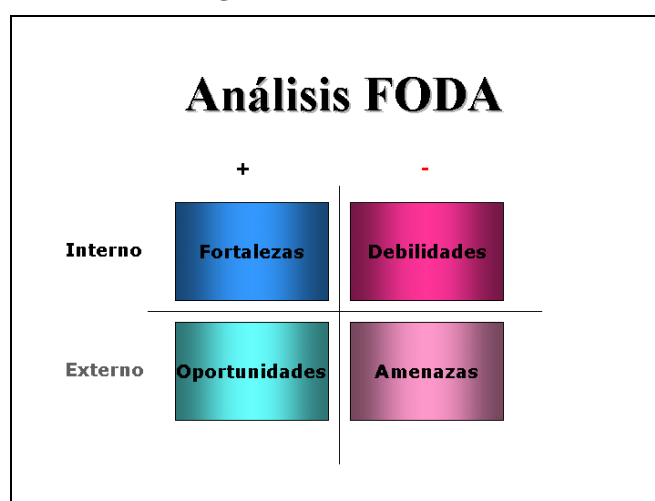 Análisis FODA
+ -
Interno Fortalezas Debilidades
Externo Oportunidades Amenazas